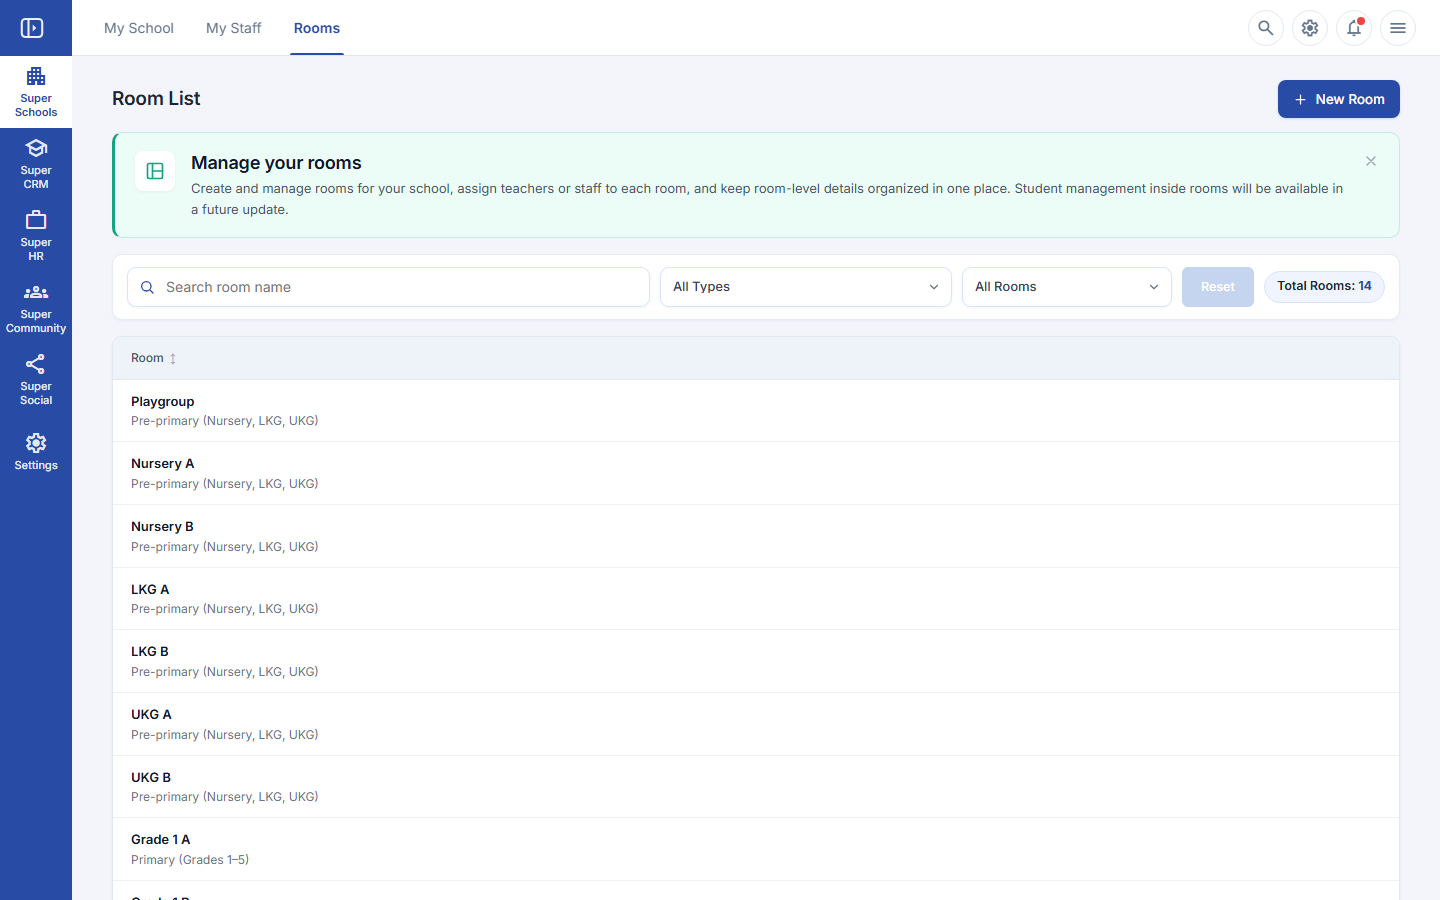 My School
My Staff
Rooms
Super
Schools
Super
CRM
Super
HR
Super
Community
Super
Social
Settings
Room List
New Room
Manage your rooms
Create and manage rooms for your school, assign teachers or staff to each room, and keep room-level details organized in one place. Student management inside rooms will be available in
a future update.
Search room name
All Types
All Rooms
Reset
Total Rooms: 14
Room
Playgroup
Pre-primary (Nursery, LKG, UKG)
Nursery A
Pre-primary (Nursery, LKG, UKG)
Nursery B
Pre-primary (Nursery, LKG, UKG)
LKG A
Pre-primary (Nursery, LKG, UKG)
LKG B
Pre-primary (Nursery, LKG, UKG)
UKG A
Pre-primary (Nursery, LKG, UKG)
UKG B
Pre-primary (Nursery, LKG, UKG)
Grade 1 A
Primary (Grades 1–5)